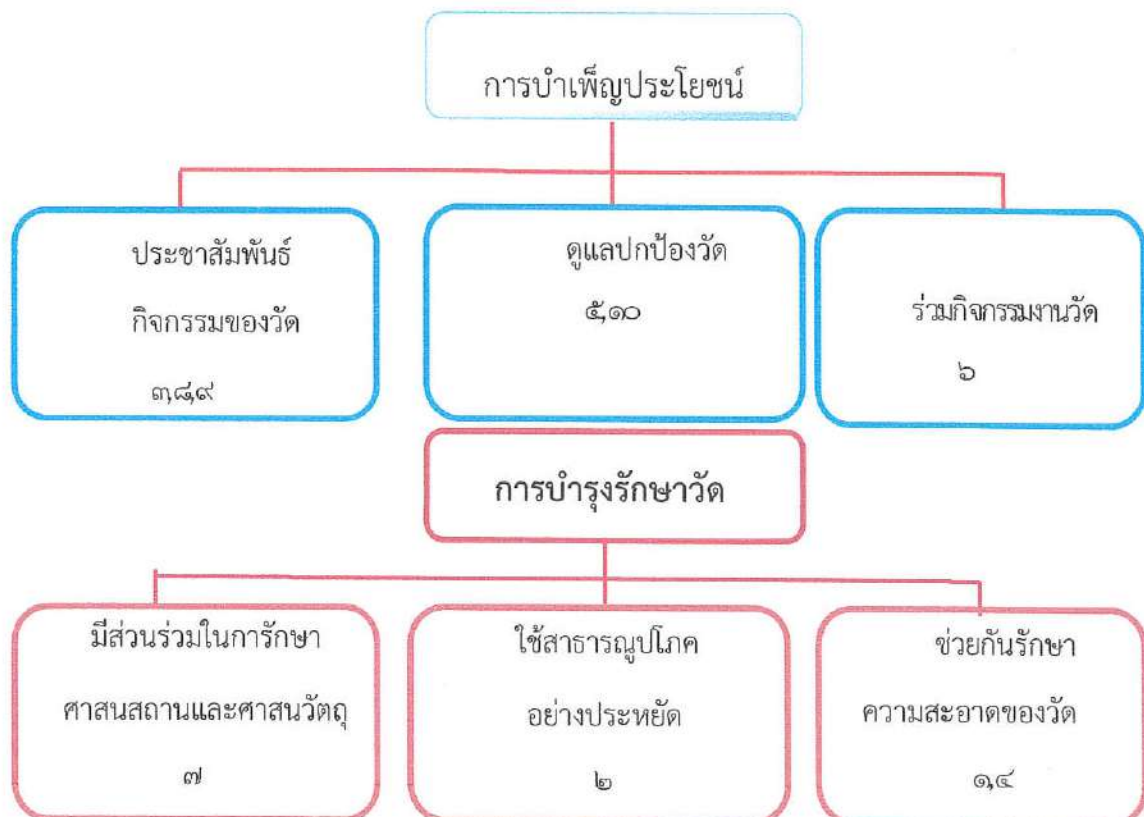 การบำเพ็ญประโยชน์
ประชาสัมพันธ์
กิจกรรมของวัด
๓,๘,๙
ดูแลปกป้องวัด
๕,๑๐
ร่วมกิจกรรมงานวัด
๖
การบำรุงรักษาวัด
มีส่วนร่วมในการักษา
ศาสนสถานและศาสนวัตถุ
๗
ใช้สาธารณูปโภค
อย่างประหยัด
๒
ช่วยกันรักษา
ความสะอาดของวัด
๑,๔